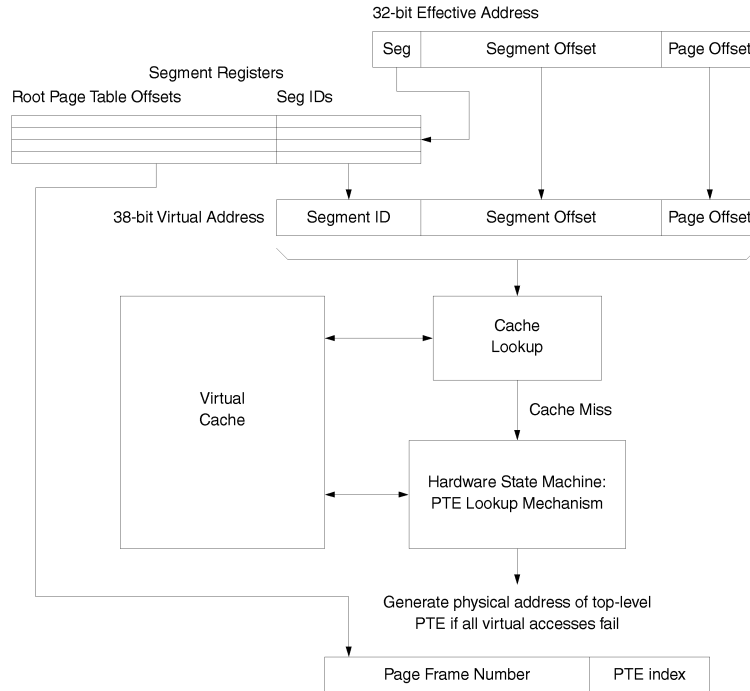 32-bit Effective Address
Seg Segment Offset Page Offset
Segment Registers
Root Page Table Offsets Seg IDs
38-bit Virtual Address Segment ID Segment Offset Page Offset
Cache
Lookup
Virtual
Cache
Cache Miss
Hardware State Machine:
PTE Lookup Mechanism
Generate physical address of top-level
PTE if all virtual accesses fail
Page Frame Number PTE index